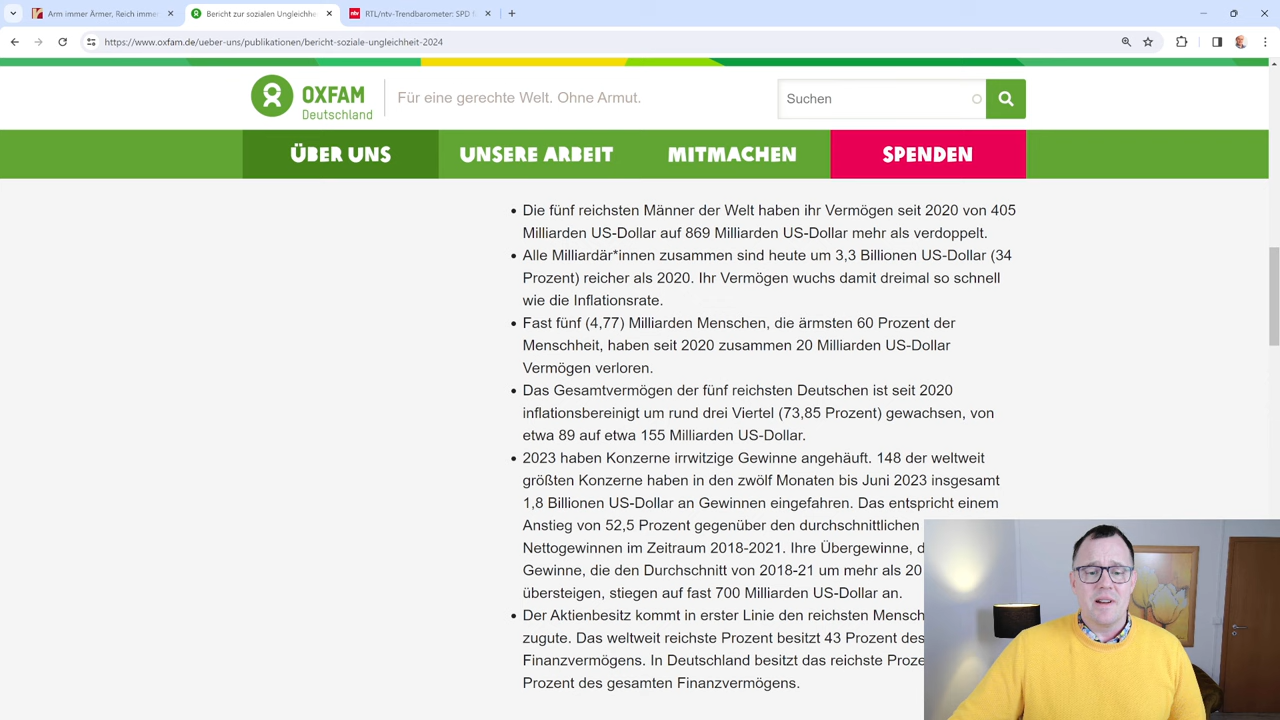 Arm immer Ärmer, Reich imme
Bericht zur sozialen Ungleichhe
RTL/ntv-Trendbarometer: SPD f
https://www.oxfam.de/ueber-uns/publikationen/bericht-soziale-ungleichheit-2024
OXFAM
Deutschland
Für eine gerechte Welt. Ohne Armut.
Suchen
ÜBER UNS
UNSERE ARBEIT
MITMACHEN
SPENDEN
Die fünf reichsten Männer der Welt haben ihr Vermögen seit 2020 von 405
Milliarden US-Dollar auf 869 Milliarden US-Dollar mehr als verdoppelt.
Alle Milliardär*innen zusammen sind heute um 3,3 Billionen US-Dollar (34
Prozent) reicher als 2020. Ihr Vermögen wuchs damit dreimal so schnell
wie die Inflationsrate.
Fast fünf (4,77) Milliarden Menschen, die ärmsten 60 Prozent der
Menschheit, haben seit 2020 zusammen 20 Milliarden US-Dollar
Vermögen verloren.
Das Gesamtvermögen der fünf reichsten Deutschen ist seit 2020
inflationsbereinigt um rund drei Viertel (73,85 Prozent) gewachsen, von
etwa 89 auf etwa 155 Milliarden US-Dollar.
2023 haben Konzerne irrwitzige Gewinne angehäuft. 148 der weltweit
größten Konzerne haben in den zwölf Monaten bis Juni 2023 insgesamt
1,8 Billionen US-Dollar an Gewinnen eingefahren. Das entspricht einem
Anstieg von 52,5 Prozent gegenüber den durchschnittlichen
Nettogewinnen im Zeitraum 2018-2021. Ihre Übergewinne, d
Gewinne, die den Durchschnitt von 2018-21 um mehr als 20
übersteigen, stiegen auf fast 700 Milliarden US-Dollar an.
Der Aktienbesitz kommt in erster Linie den reichsten Mensch
zugute. Das weltweit reichste Prozent besitzt 43 Prozent des
Finanzvermögens. In Deutschland besitzt das reichste Proze
Prozent des gesamten Finanzvermögens.